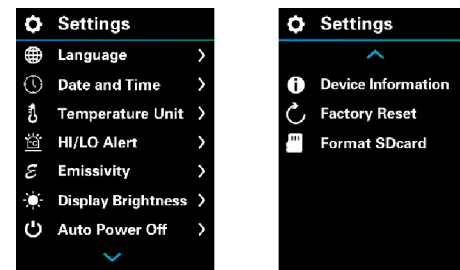 Settings
Language
Date and Time
Temperature Unit
HI/LO Alert
Emissivity
Display Brightness
Auto Power Off
Settings
Device Information
Factory Reset
Format SDcard